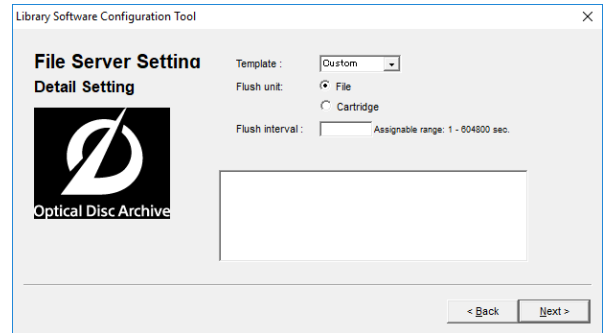 Library Software Configuration Tool
File Server Setting
Detail Setting
Optical Disc Archive
Template :
Custom
Flush unit:
File
Cartridge
Flush interval :
Assignable range: 1 - 604800 sec.
< Back
Next >